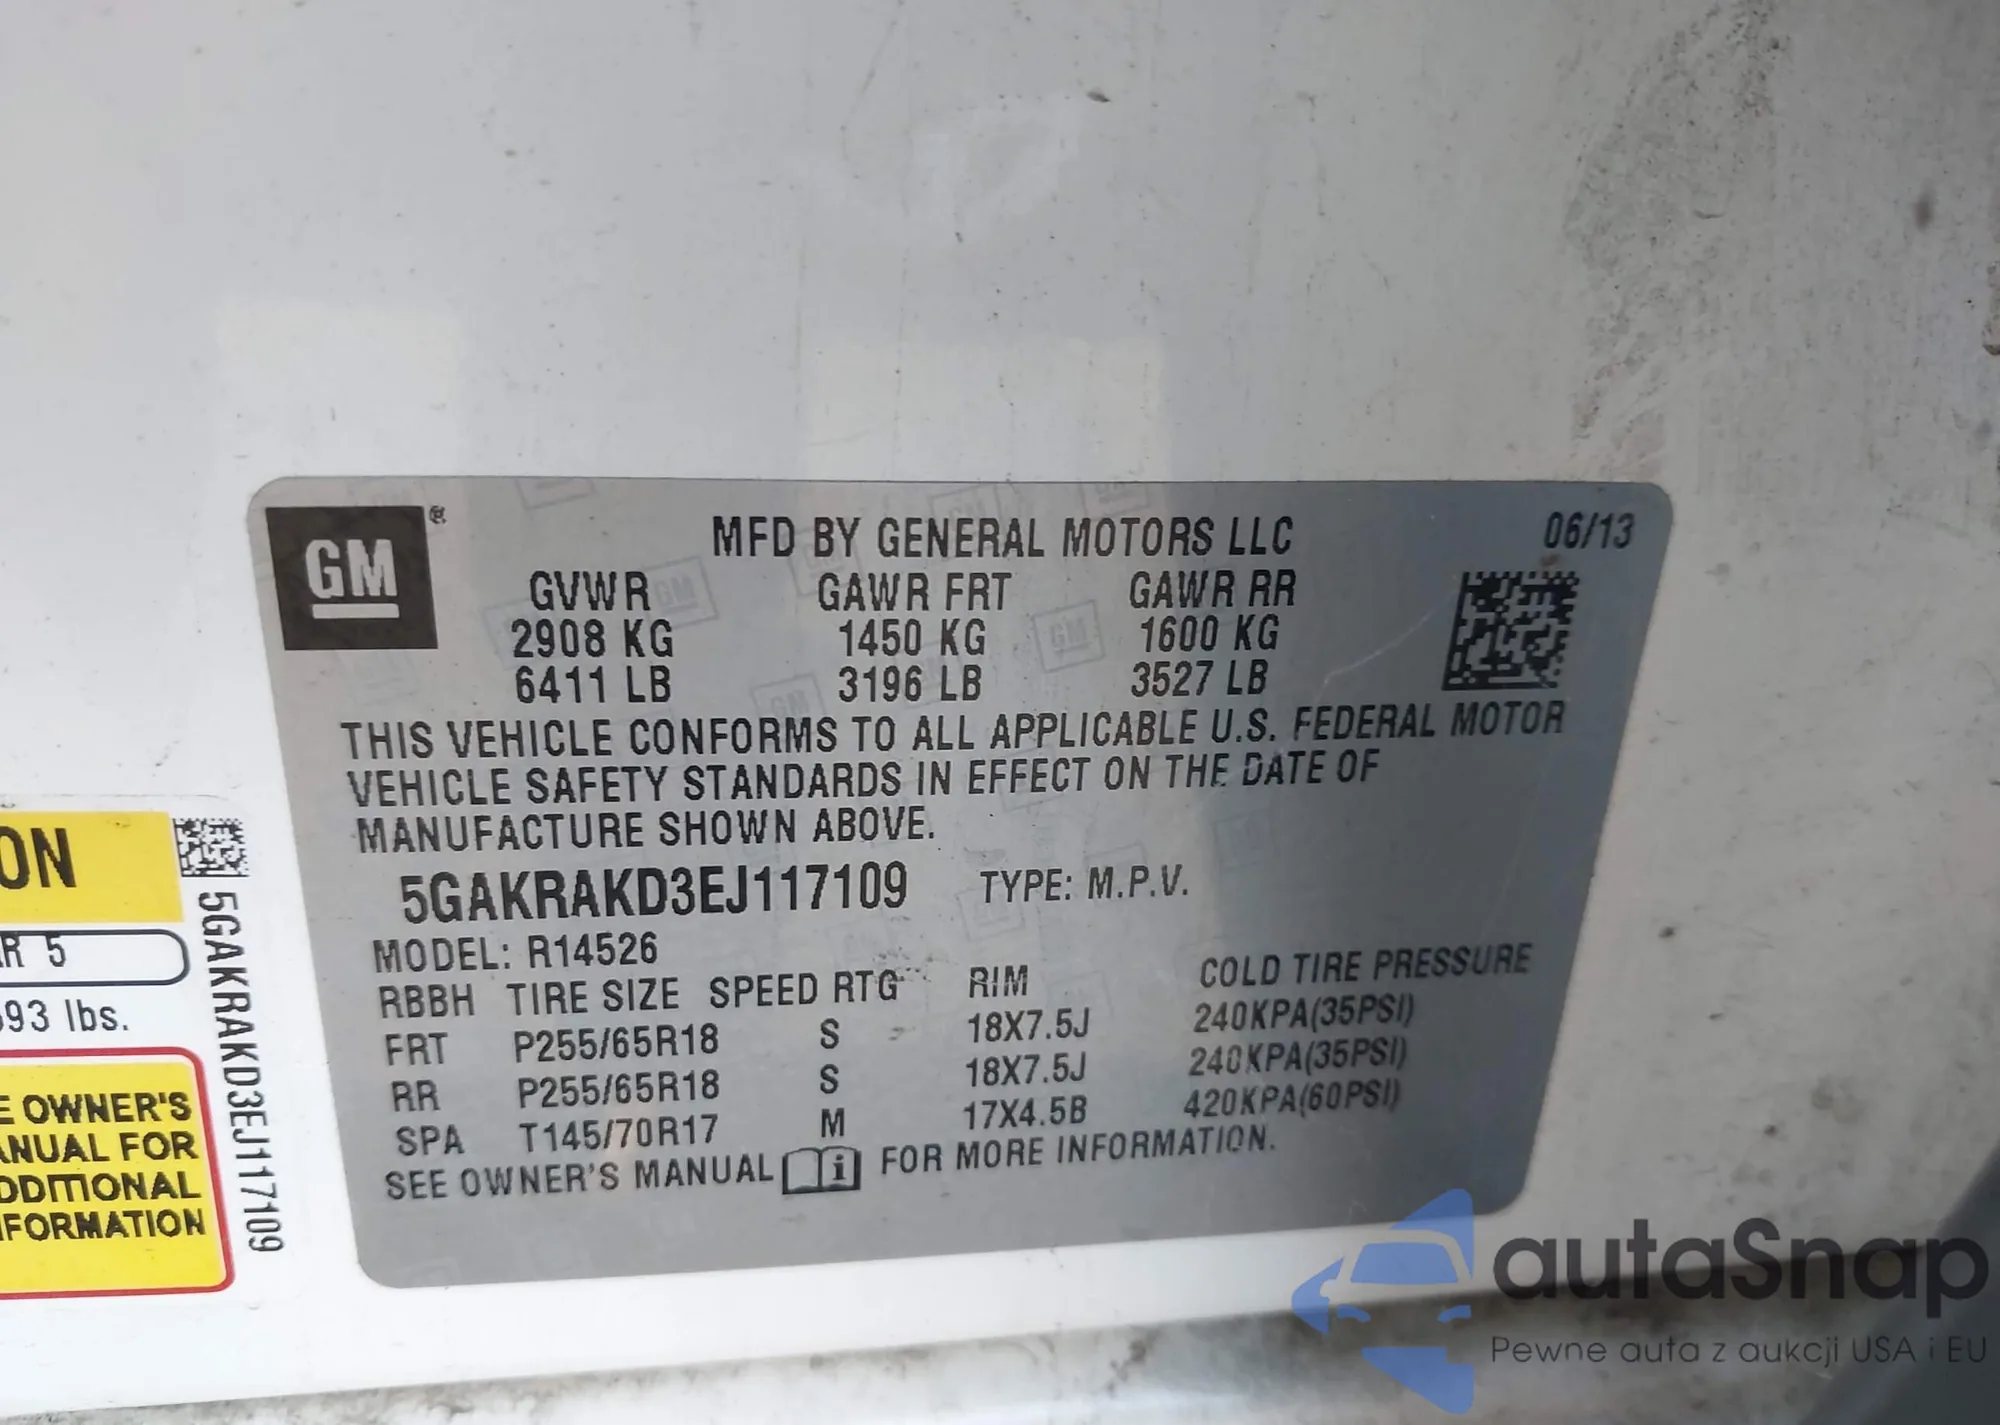 GM®
MFD BY GENERAL MOTORS LLC 06/13
GVWR GAWR FRT GAWR RR
2908 KG 1450 KG 1600 KG
6411 LB 3196 LB 3527 LB
THIS VEHICLE CONFORMS TO ALL APPLICABLE U.S. FEDERAL MOTOR
VEHICLE SAFETY STANDARDS IN EFFECT ON THE DATE OF
MANUFACTURE SHOWN ABOVE.
5GAKRAKD3EJ117109 TYPE: M.P.V.
MODEL: R14526
RBBH TIRE SIZE SPEED RTG RIM COLD TIRE PRESSURE
FRT P255/65R18 S 18X7.5J 240KPA(35PSI)
RR P255/65R18 S 18X7.5J 240KPA(35PSI)
SPA T145/70R17 M 17X4.5B 420KPA(60PSI)
SEE OWNER'S MANUAL i FOR MORE INFORMATION.
ON
R 5
93 lbs.
E OWNER'S
ANUAL FOR
DDITIONAL
FORMATION
5GAKRAKD3EJ117109
autaSnap
Pewne auta z aukcji USA i EU